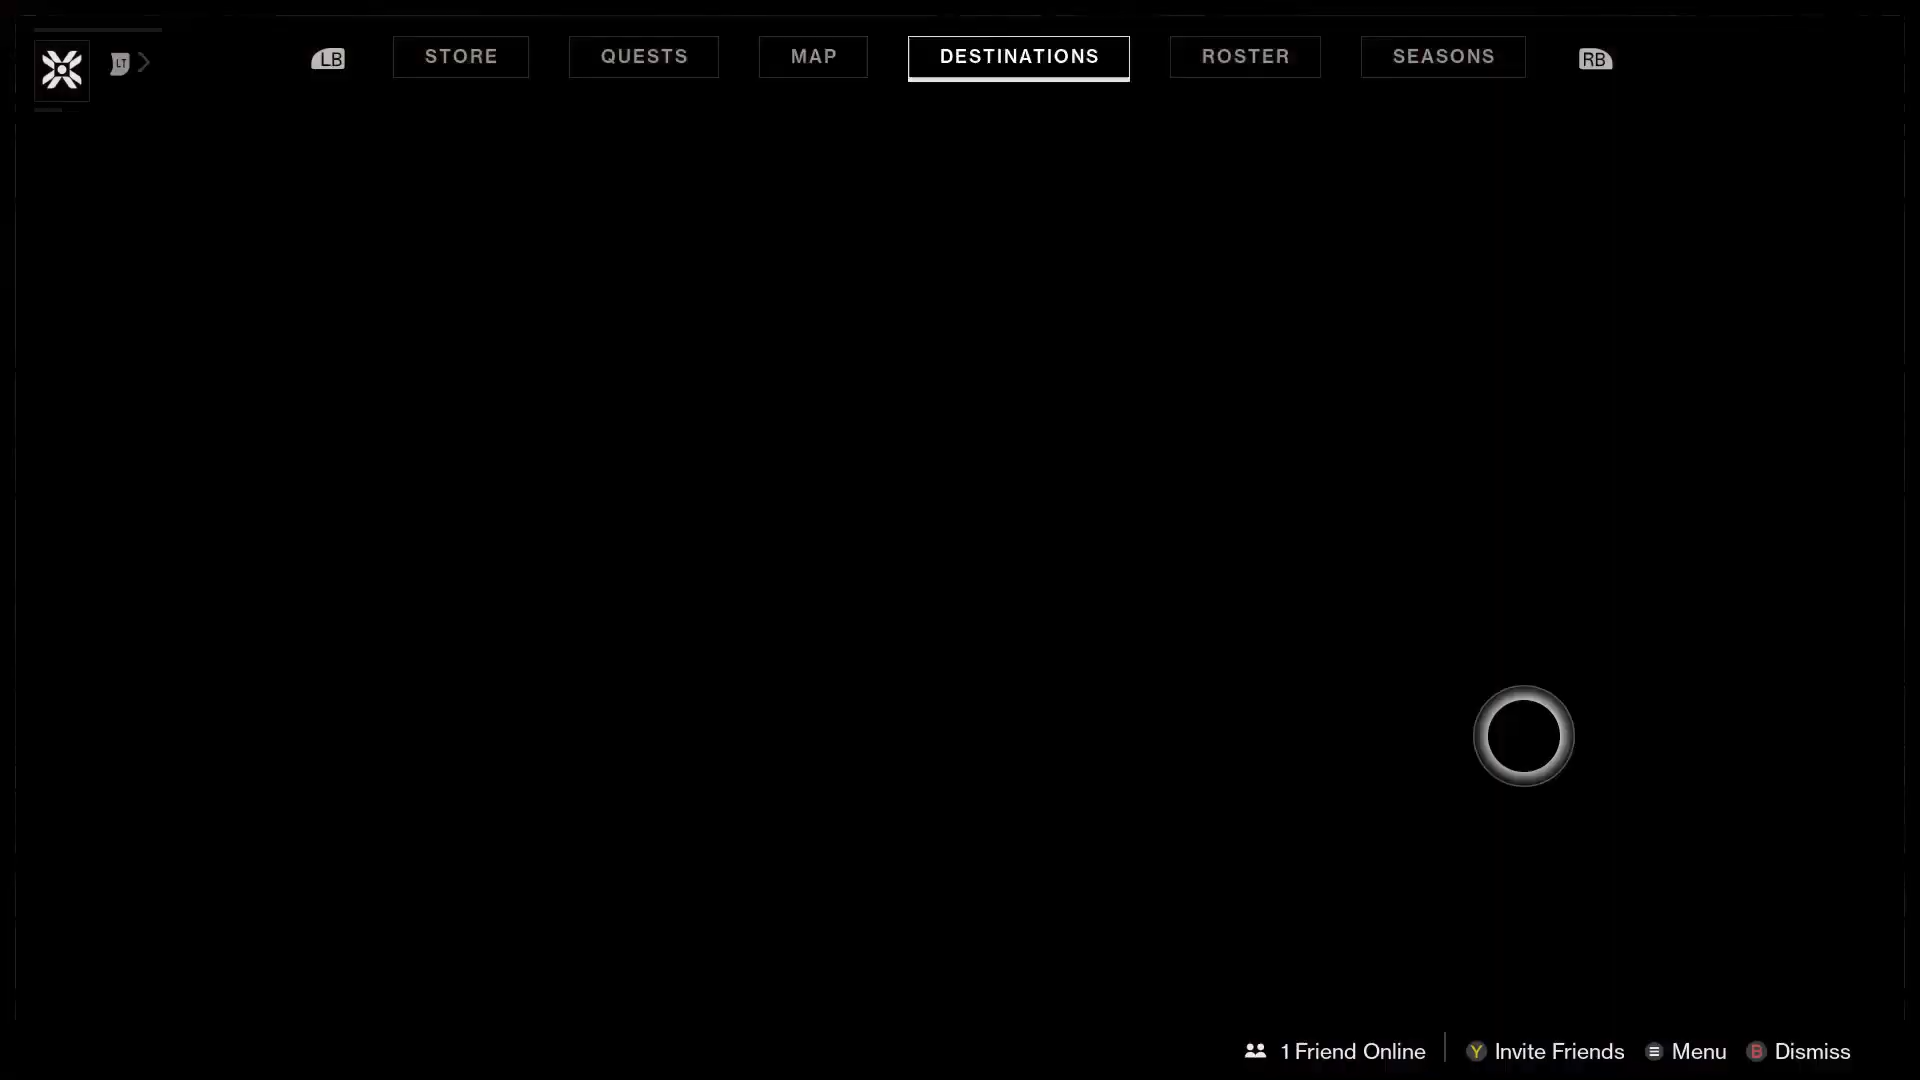 LT
LB
STORE
QUESTS
MAP
DESTINATIONS
ROSTER
SEASONS
RB
1 Friend Online
Y Invite Friends
Menu
B Dismiss